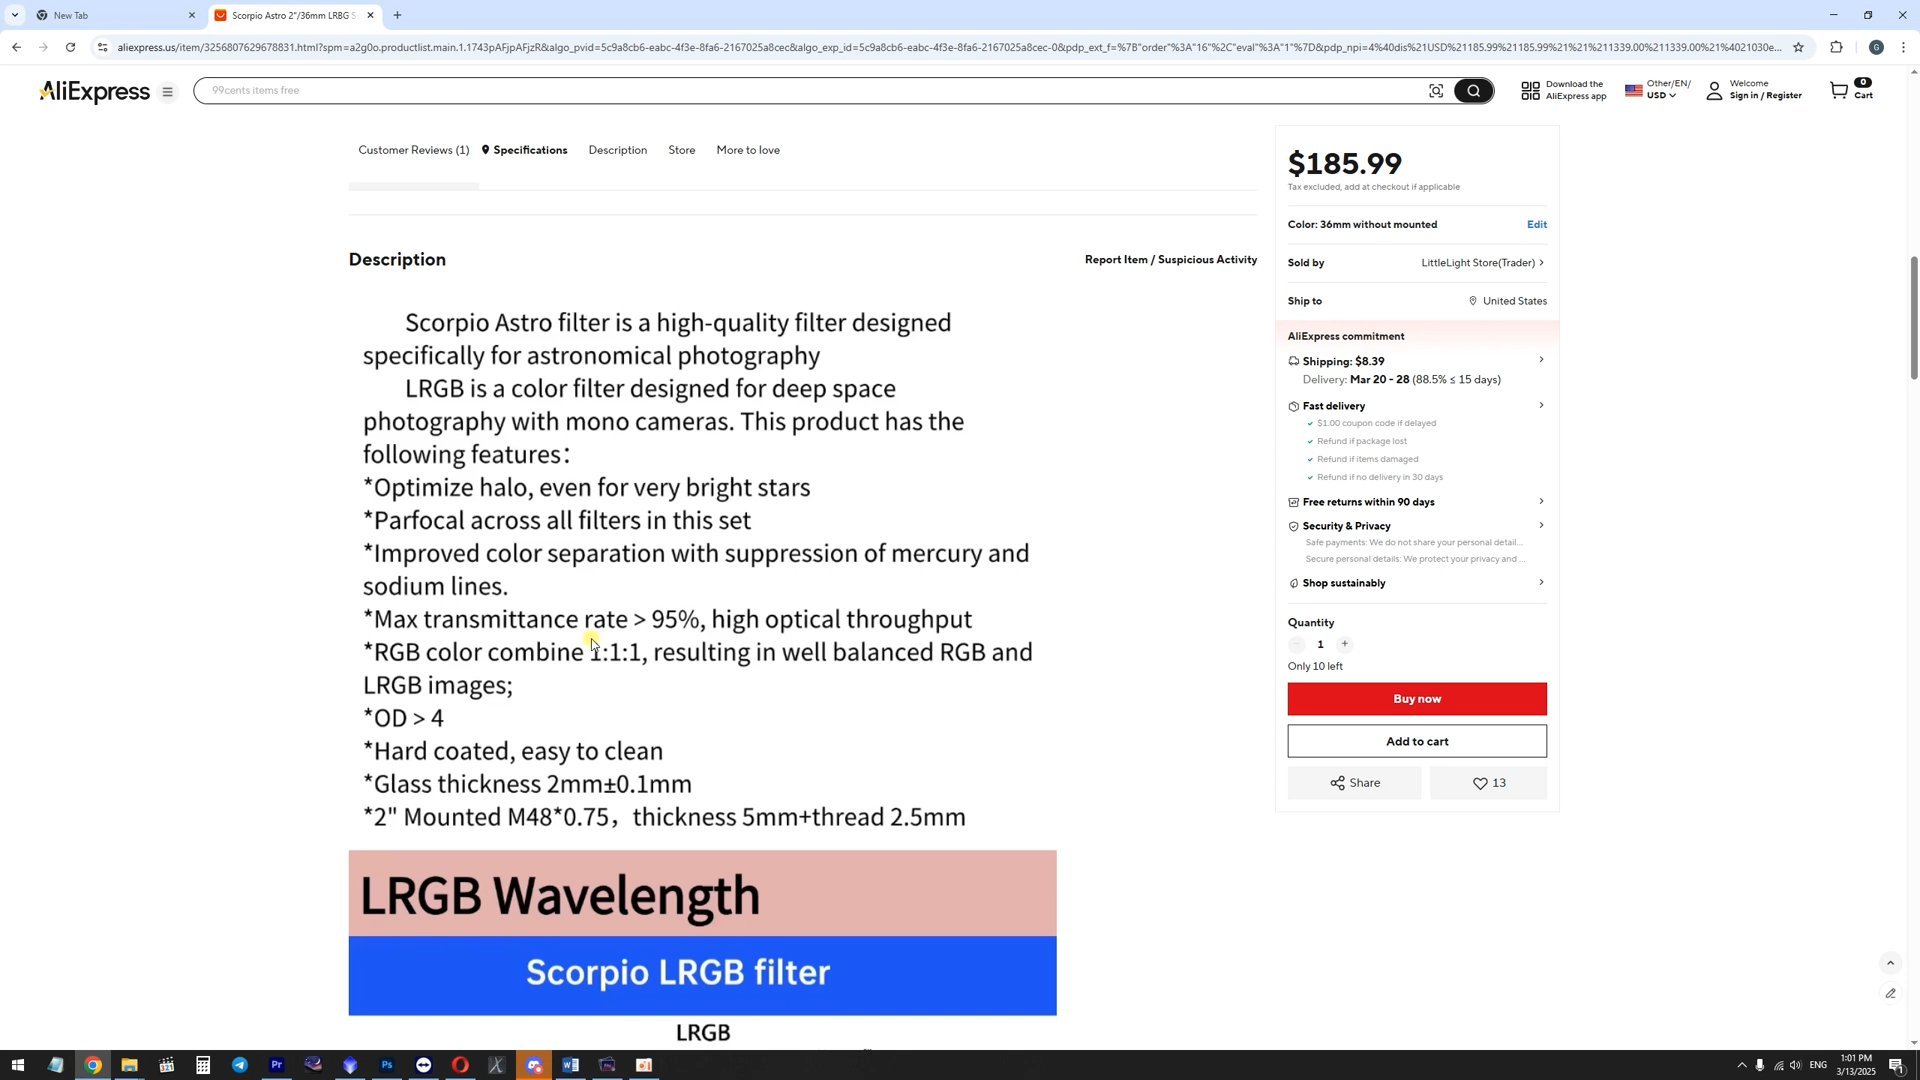 New Tab
Scorpio Astro 2"/36mm LRBG S
aliexpress.us/item/3256807629678831.html?spm=a2g0o.productlist.main.1.1743pAFjpAFjzR&algo_pvid=5c9a8cb6-eabc-4f3e-8fa6-2167025a8cec&algo_exp_id=5c9a8cb6-eabc-4f3e-8fa6-2167025a8cec-0&pdp_ext_f=%7B"order"%3A"16"%2C"eval"%3A"1"%7D&pdp_npi=4%40dis%21USD%21185.99%21185.99%21%21%211339.00%211339.00%21%4021030e...
G
AliExpress
99cents items free
Download the
AliExpress app
Other/EN/
USD
Welcome
Sign in / Register
0
Cart
Customer Reviews (1)
Specifications
Description
Store
More to love
Description
Report Item / Suspicious Activity
Scorpio Astro filter is a high-quality filter designed
specifically for astronomical photography
LRGB is a color filter designed for deep space
photography with mono cameras. This product has the
following features：
*Optimize halo, even for very bright stars
*Parfocal across all filters in this set
*Improved color separation with suppression of mercury and
sodium lines.
*Max transmittance rate > 95%, high optical throughput
*RGB color combine 1:1:1, resulting in well balanced RGB and
LRGB images;
*OD > 4
*Hard coated, easy to clean
*Glass thickness 2mm±0.1mm
*2" Mounted M48*0.75，thickness 5mm+thread 2.5mm
LRGB Wavelength
Scorpio LRGB filter
LRGB
$185.99
Tax excluded, add at checkout if applicable
Color: 36mm without mounted
Edit
Sold by
LittleLight Store(Trader)
Ship to
United States
AliExpress commitment
Shipping: $8.39
Delivery: Mar 20 - 28 (88.5% ≤ 15 days)
Fast delivery
$1.00 coupon code if delayed
Refund if package lost
Refund if items damaged
Refund if no delivery in 30 days
Free returns within 90 days
Security & Privacy
Safe payments: We do not share your personal detail...
Secure personal details: We protect your privacy and ...
Shop sustainably
Quantity
1
Only 10 left
Buy now
Add to cart
Share
13
Pr
Ps
W
ENG
1:01 PM
3/13/2025
1